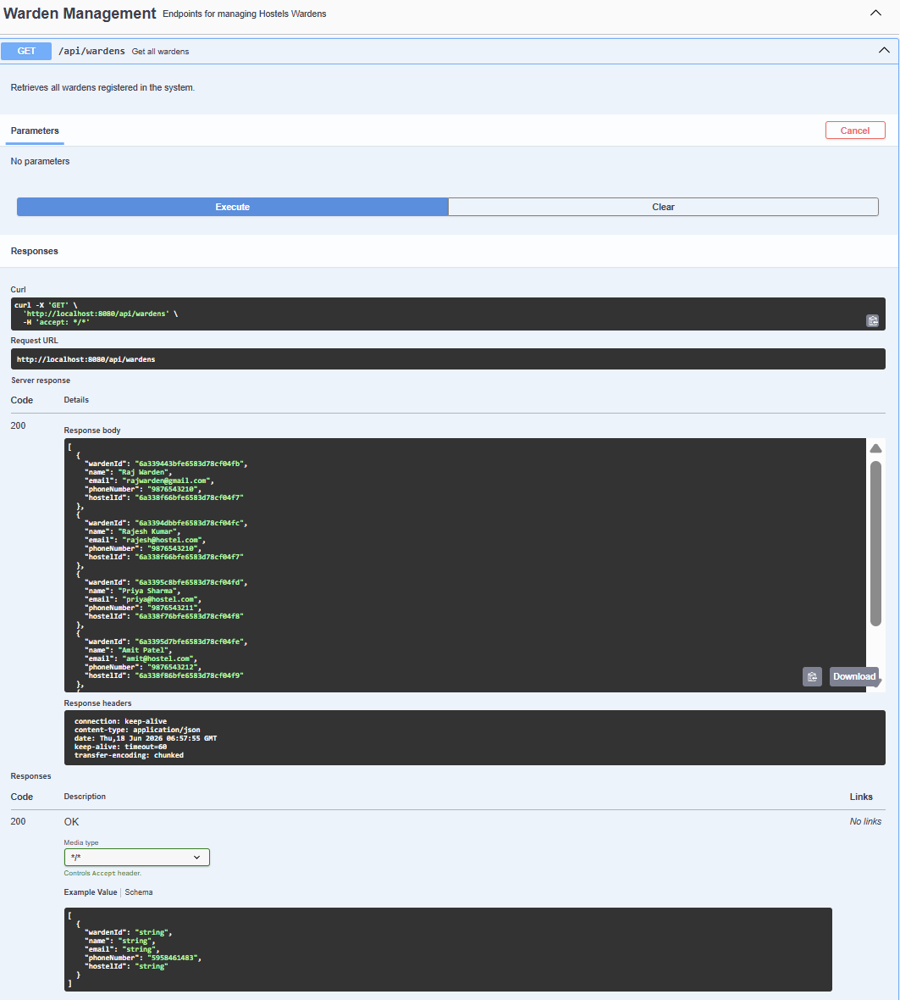 Warden Management Endpoints for managing Hostels Wardens
GET /api/wardens Get all wardens
Retrieves all wardens registered in the system.
Parameters Cancel
No parameters
Execute Clear
Responses
Curl
curl -X 'GET' \
'http://localhost:8080/api/wardens' \
-H 'accept: */*'
Request URL
http://localhost:8080/api/wardens
Server response
Code Details
200
Response body
[
{
"wardenId": "6a339443bfe6583d78cf04fb",
"name": "Raj Warden",
"email": "rajwarden@gmail.com",
"phoneNumber": "9876543210",
"hostelId": "6a338f66bfe6583d78cf04f7"
},
{
"wardenId": "6a3394dbbfe6583d78cf04fc",
"name": "Rajesh Kumar",
"email": "rajesh@hostel.com",
"phoneNumber": "9876543210",
"hostelId": "6a338f66bfe6583d78cf04f7"
},
{
"wardenId": "6a3395c8bfe6583d78cf04fd",
"name": "Priya Sharma",
"email": "priya@hostel.com",
"phoneNumber": "9876543211",
"hostelId": "6a338f76bfe6583d78cf04f8"
},
{
"wardenId": "6a3395d7bfe6583d78cf04fe",
"name": "Amit Patel",
"email": "amit@hostel.com",
"phoneNumber": "9876543212",
"hostelId": "6a338f86bfe6583d78cf04f9"
},
{
Download
Response headers
connection: keep-alive
content-type: application/json
date: Thu,18 Jun 2026 06:57:55 GMT
keep-alive: timeout=60
transfer-encoding: chunked
Responses
Code Description Links
200 OK No links
Media type
*/*
Controls Accept header.
Example Value Schema
[
{
"wardenId": "string",
"name": "string",
"email": "string",
"phoneNumber": "5958461483",
"hostelId": "string"
}
]